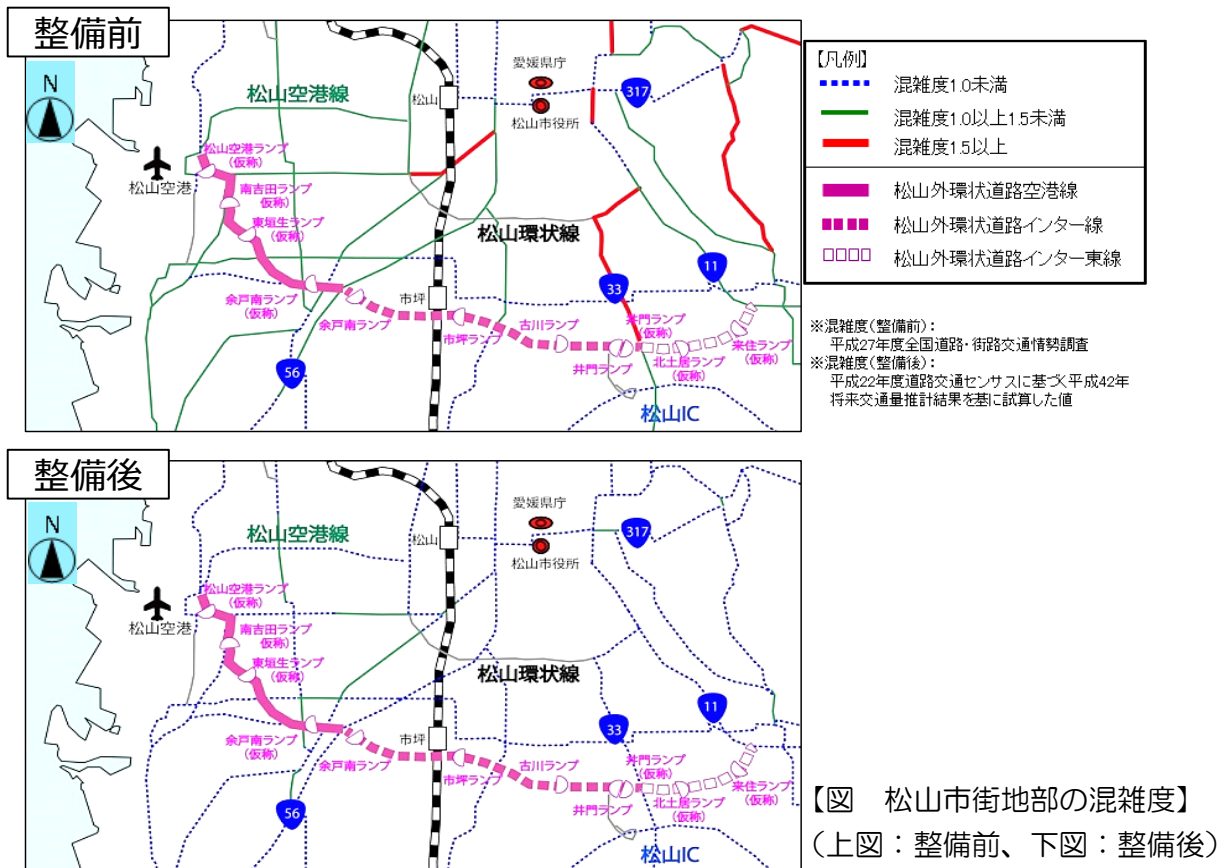 整備前
N
松山空港線
松山
愛媛県庁
松山市役所
317
松山空港ランプ
(仮称)
松山空港
南吉田ランプ
仮称)
東垣生ランプ
(仮称)
松山環状線
11
33
余戸南ランプ
(仮称)
余戸南ランプ
市坪
市坪ランプ
古川ランプ
井門ランプ
井門ランプ
(仮称)
北土居ランプ
(仮称)
来住ランプ
(仮称)
56
松山IC
【凡例】
混雑度1.0未満
混雑度1.0以上1.5未満
混雑度1.5以上
松山外環状道路空港線
松山外環状道路インター線
松山外環状道路インター東線
※混雑度(整備前):
平成27年度全国道路・街路交通情勢調査
※混雑度(整備後):
平成22年度道路交通センサスに基づく平成42年
将来交通量推計結果を基に試算した値
整備後
N
松山空港線
松山
愛媛県庁
松山市役所
317
松山空港ランプ
(仮称)
松山空港
南吉田ランプ
仮称)
東垣生ランプ
(仮称)
松山環状線
11
33
余戸南ランプ
(仮称)
余戸南ランプ
市坪
市坪ランプ
古川ランプ
井門ランプ
井門ランプ
(仮称)
北土居ランプ
(仮称)
来住ランプ
(仮称)
56
松山IC
【図 松山市街地部の混雑度】
(上図:整備前、下図:整備後)